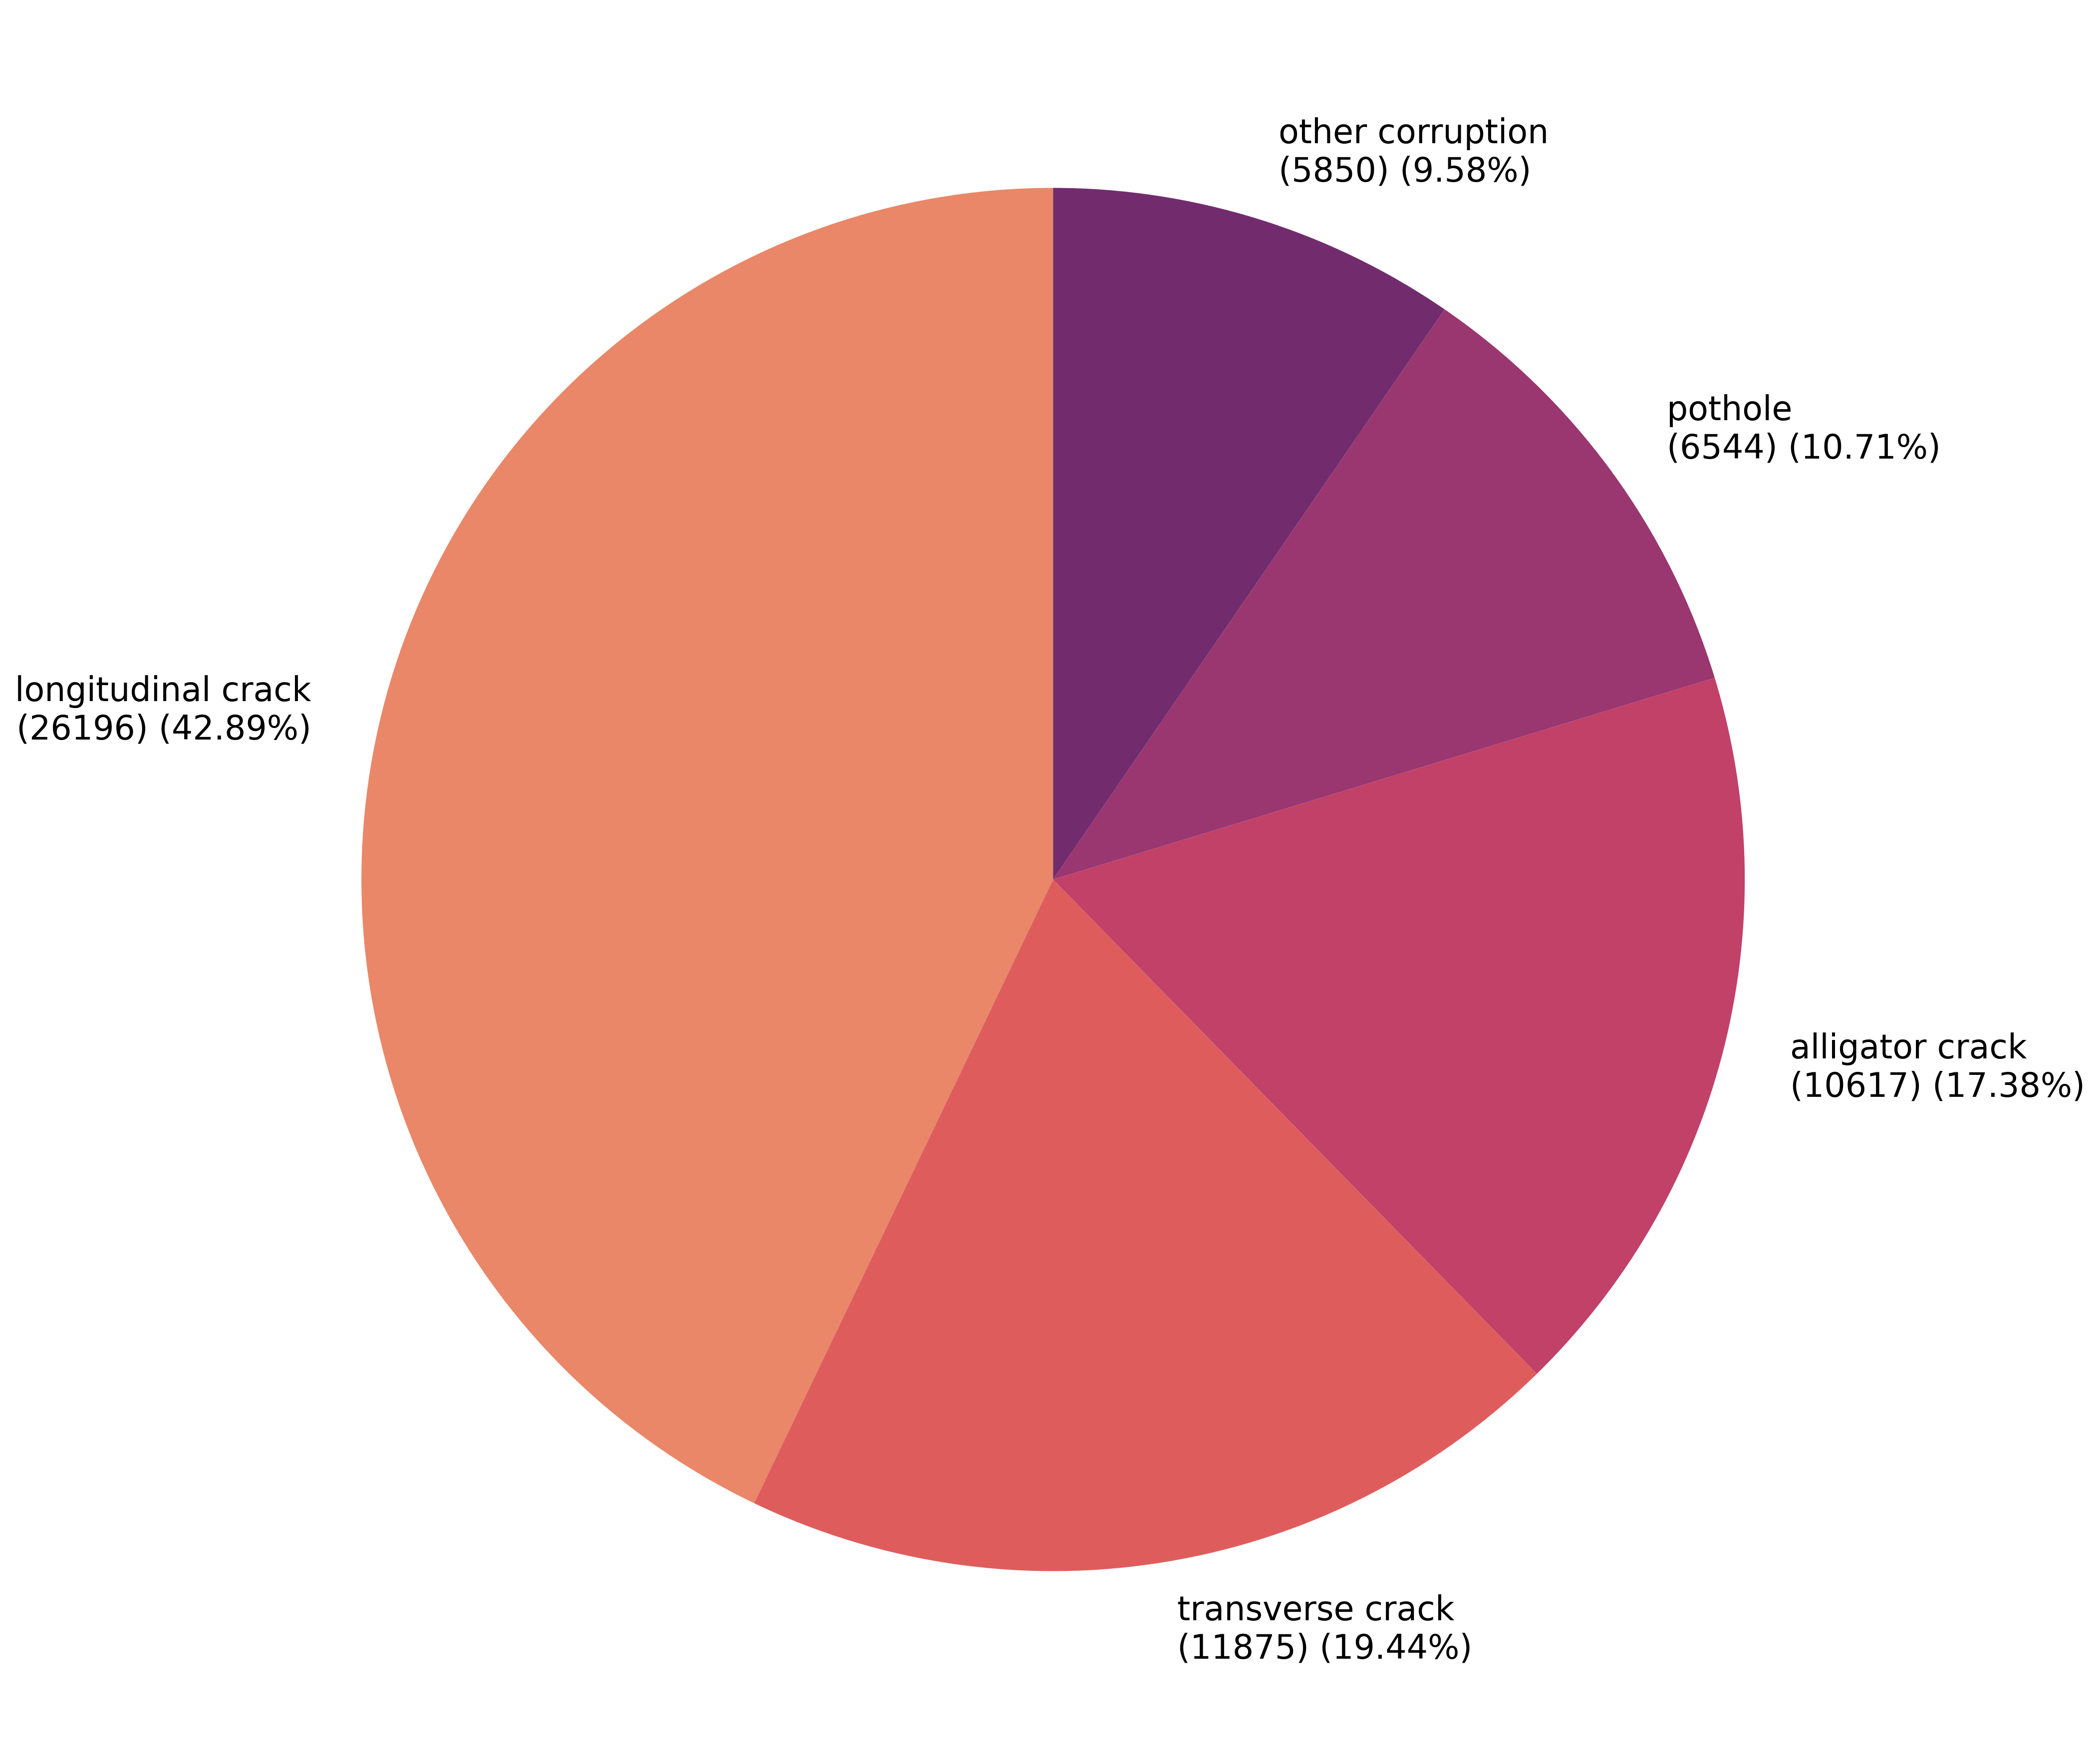 other corruption
(5850) (9.58%)
pothole
(6544) (10.71%)
longitudinal crack
(26196) (42.89%)
alligator crack
(10617) (17.38%)
transverse crack
(11875) (19.44%)